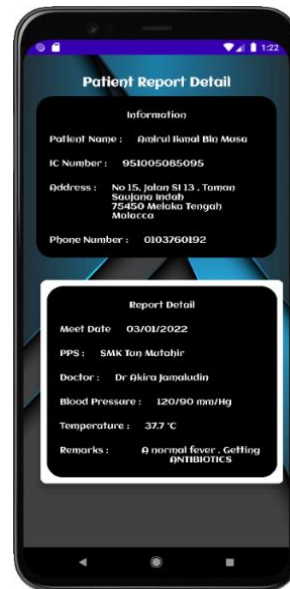 1:22
Patient Report Detail
Information
Patient Name : Amirul Ikmal Bin Musa
IC Number : 951005085095
Address : No 15, Jalan SI 13 , Taman
Saujana Indah
75450 Melaka Tengah
Malacca
Phone Number : 0103760192
Report Detail
Meet Date 03/01/2022
PPS : SMK Tun Mutahir
Doctor : Dr Akira Jamaludin
Blood Pressure : 120/90 mm/Hg
Temperature : 37.7 °C
Remarks : A normal fever . Getting
ANTIBIOTICS